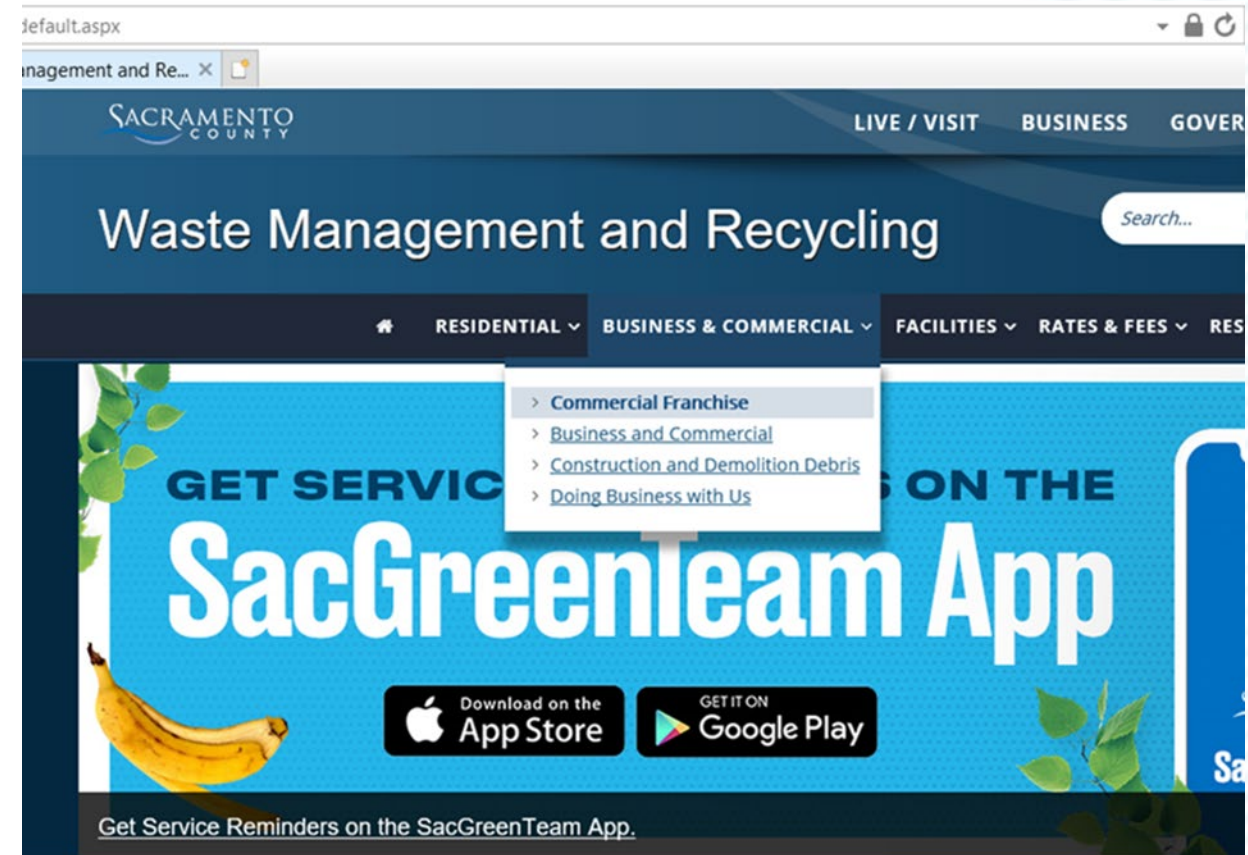 default.aspx
nagement and Re...
SACRAMENTO
COUNTY
LIVE / VISIT BUSINESS GOVER
Waste Management and Recycling
Search...
RESIDENTIAL BUSINESS & COMMERCIAL FACILITIES RATES & FEES RES
> Commercial Franchise
> Business and Commercial
> Construction and Demolition Debris
> Doing Business with Us
GET SERVIC S ON THE
SacGreenTeam App
Download on the
App Store
GET IT ON
Google Play
Sa
Get Service Reminders on the SacGreenTeam App.